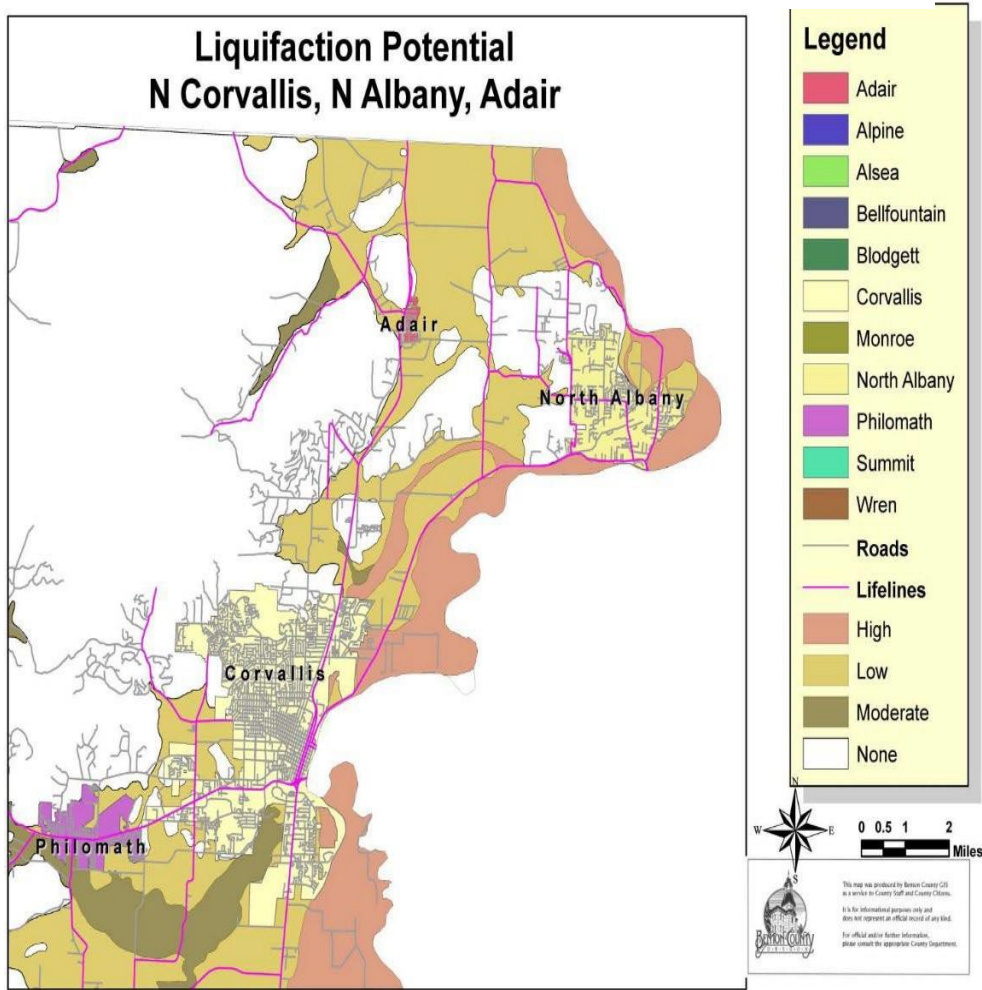 Liquifaction Potential
N Corvallis, N Albany, Adair
Adair
North Albany
Corvallis
Philomath
Legend
Adair
Alpine
Alsea
Bellfountain
Blodgett
Corvallis
Monroe
North Albany
Philomath
Summit
Wren
Roads
Lifelines
High
Low
Moderate
None
N
W E
S
0 0.5 1 2
Miles
This map was produced by Benton County GIS
as a service to County Staff and County Citizens.
It is for informational purposes only and
does not represent an official record of any kind.
For official and/or further information,
please consult the appropriate County Department.
Benton County